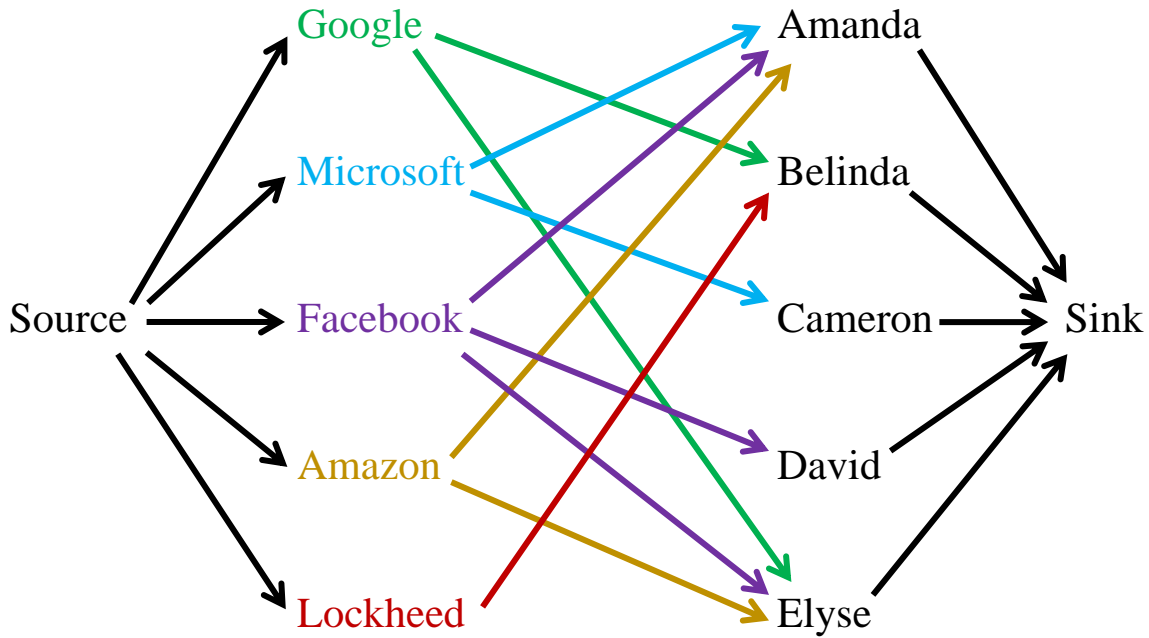 Google
Amanda
Microsoft
Belinda
Source
Facebook
Cameron
Sink
Amazon
David
Lockheed
Elyse